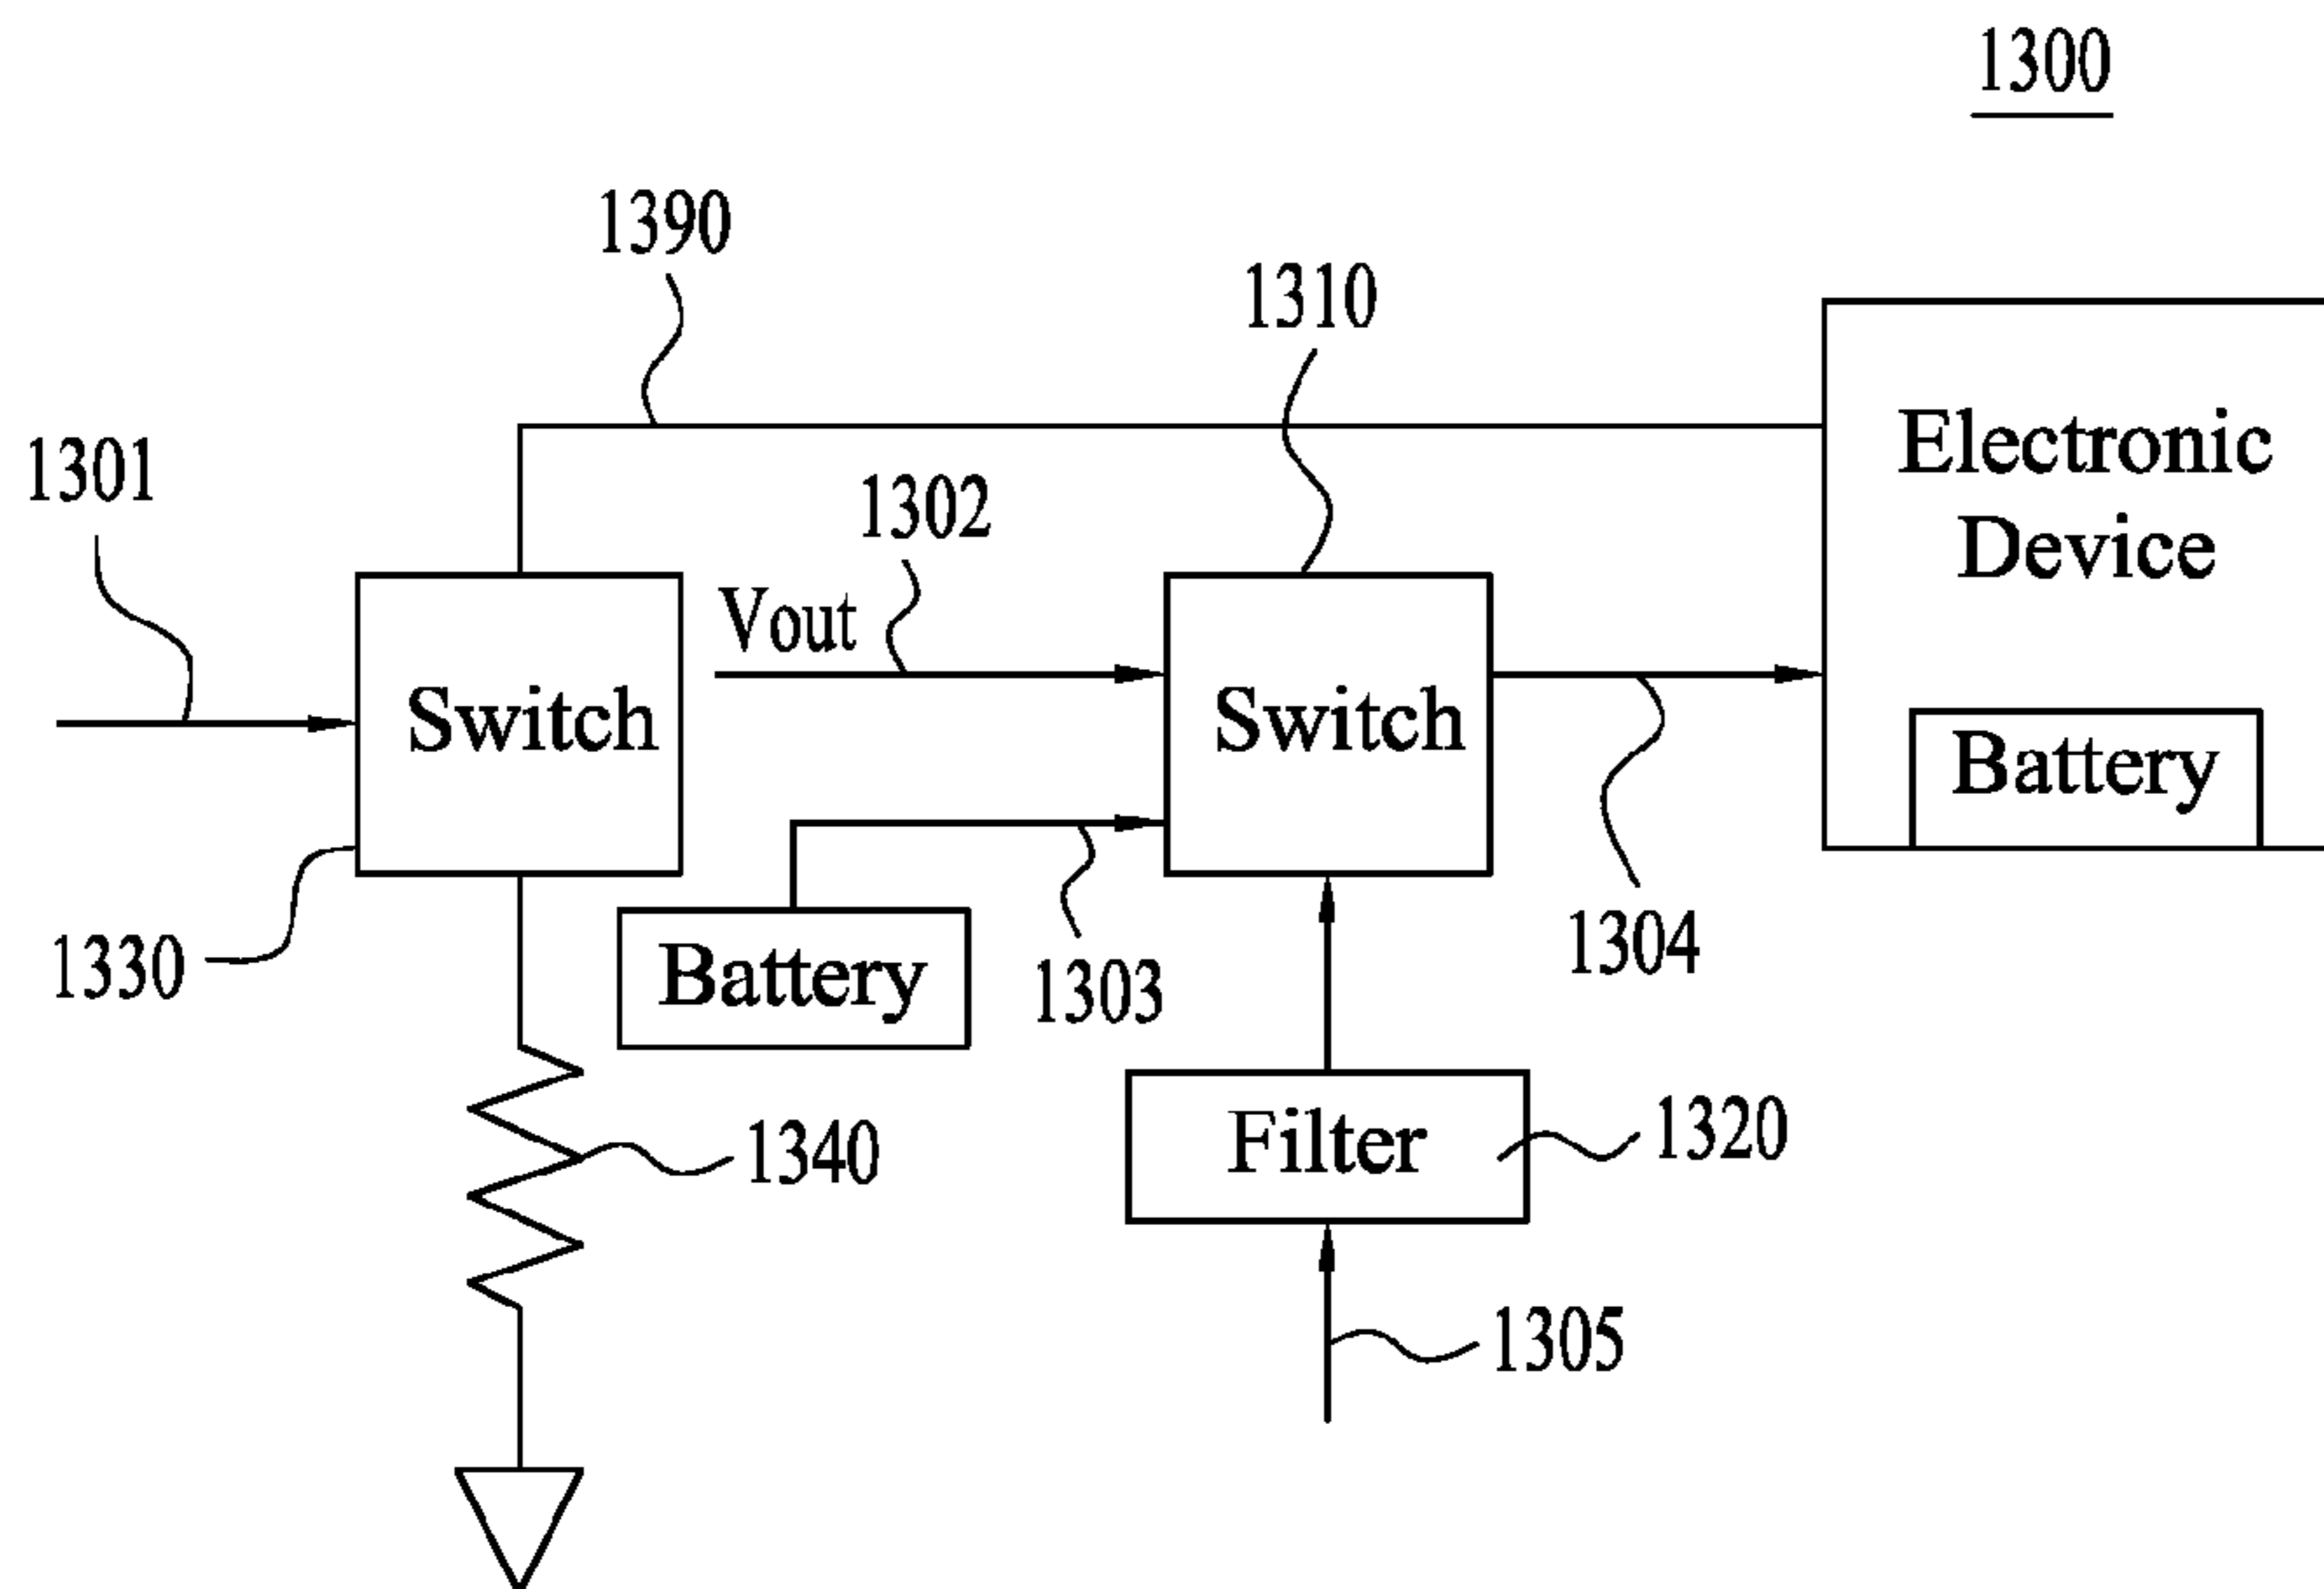 1300
1390
1310
1301
1302
Electronic
Device
Vout
Switch
Switch
Battery
1330
Battery
1303
1304
1340
Filter
1320
1305